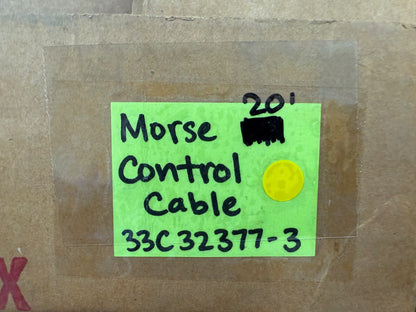 20'
Morse
Control
Cable
33C32377-3
X